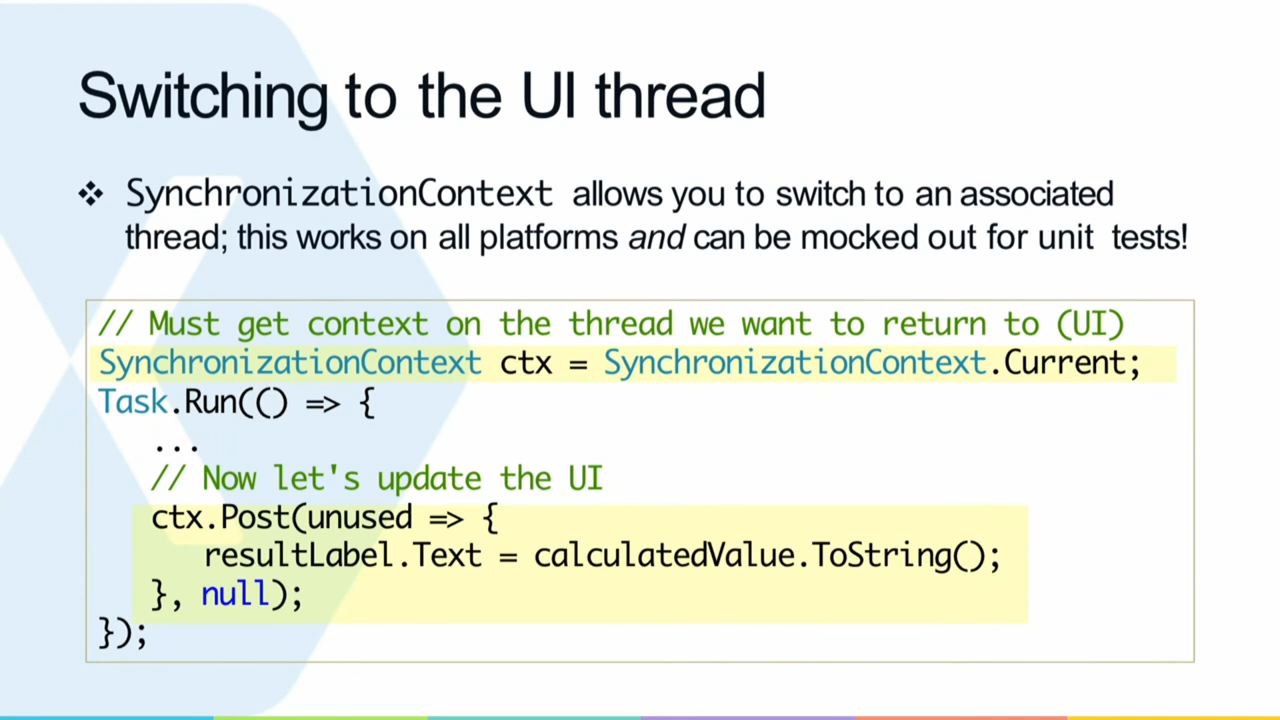 Switching to the UI thread
❖ SynchronizationContext allows you to switch to an associated
thread; this works on all platforms and can be mocked out for unit tests!
// Must get context on the thread we want to return to (UI)
SynchronizationContext ctx = SynchronizationContext.Current;
Task.Run(() => {
...
// Now let's update the UI
ctx.Post(unused => {
resultLabel.Text = calculatedValue.ToString();
}, null);
});